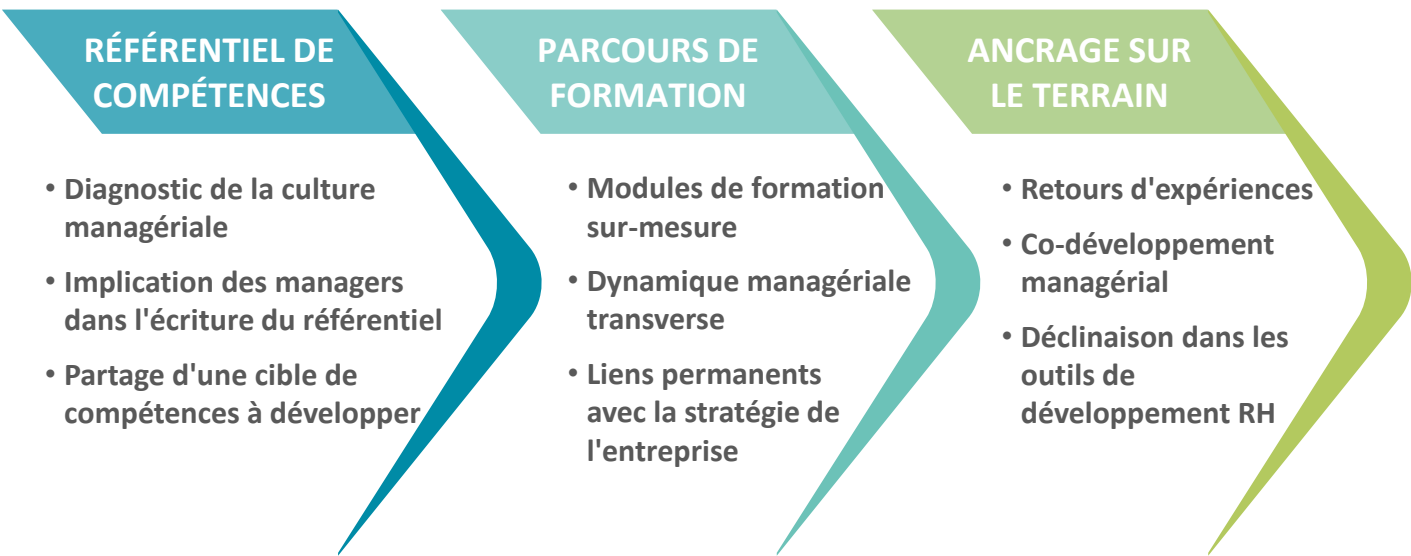 RÉFÉRENTIEL DE
COMPÉTENCES
• Diagnostic de la culture
managériale
• Implication des managers
dans l'écriture du référentiel
• Partage d'une cible de
compétences à développer
PARCOURS DE
FORMATION
• Modules de formation
sur-mesure
• Dynamique managériale
transverse
• Liens permanents
avec la stratégie de
l'entreprise
ANCRAGE SUR
LE TERRAIN
• Retours d'expériences
• Co-développement
managérial
• Déclinaison dans les
outils de
développement RH